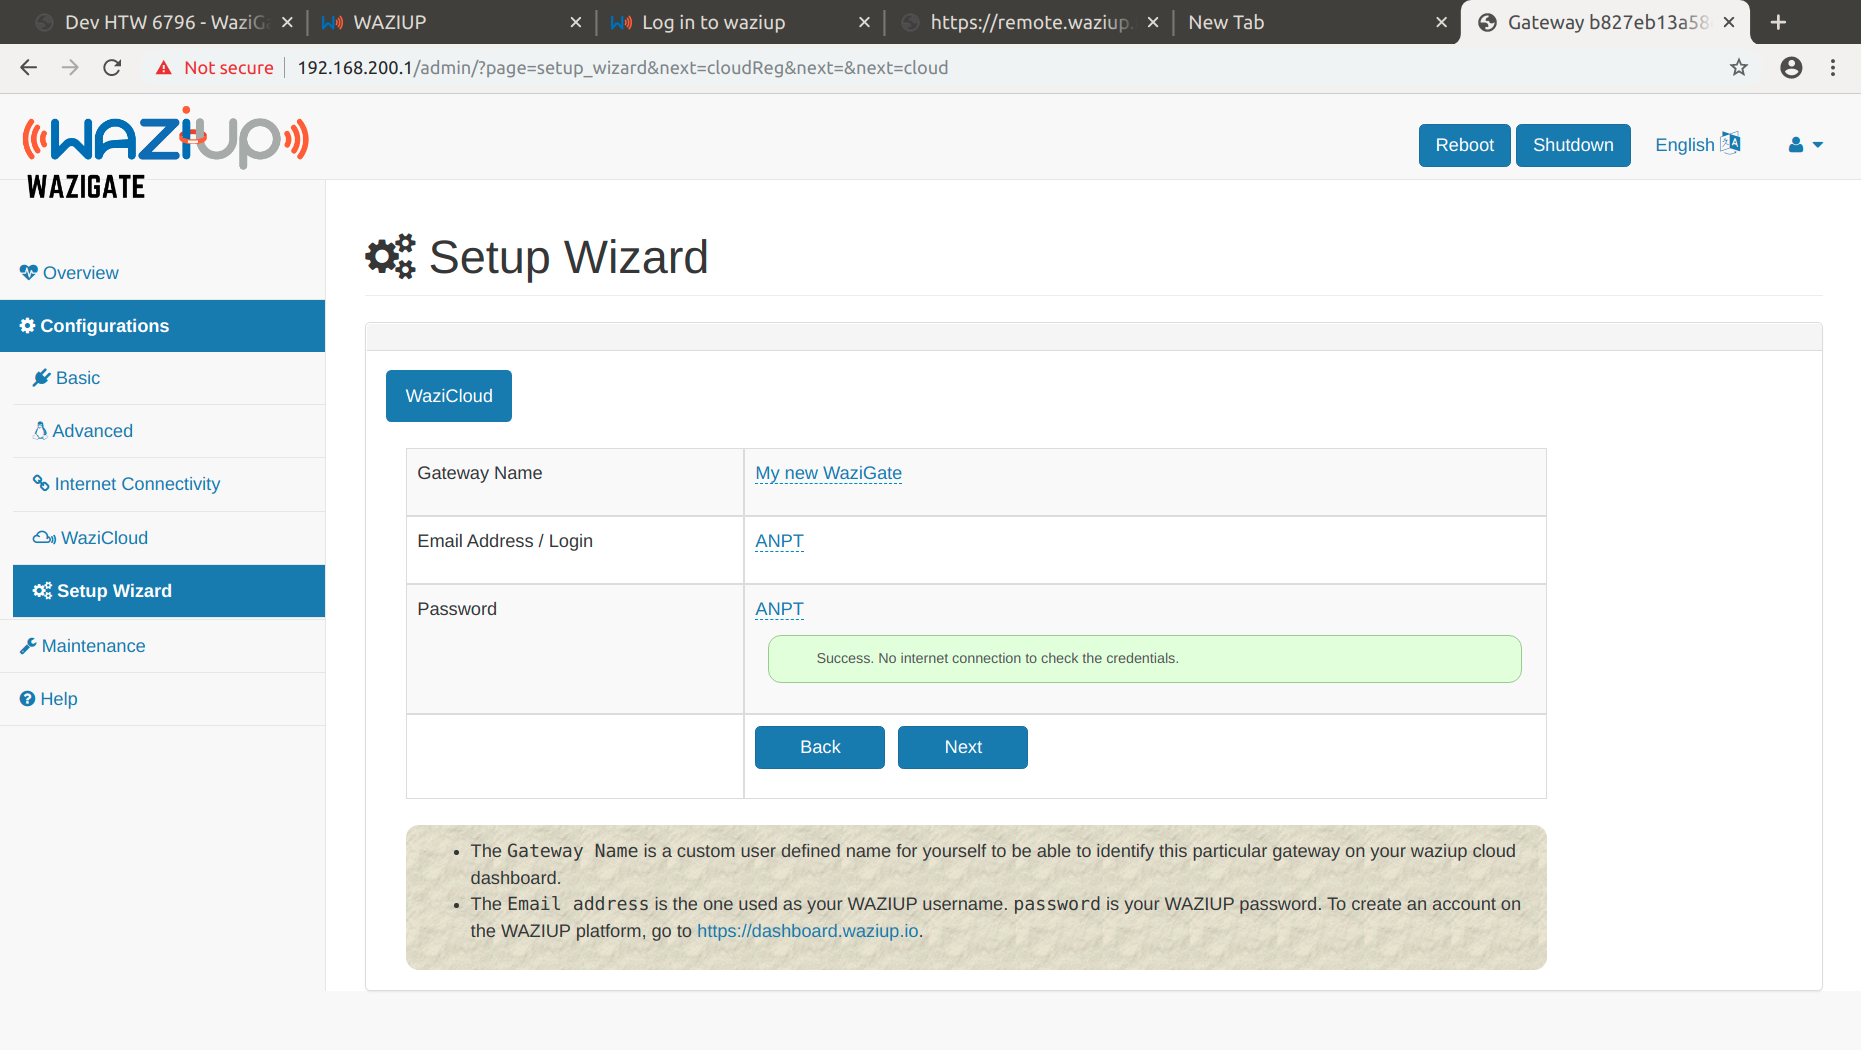 Dev HTW 6796 - WaziGa
WAZIUP
Log in to waziup
https://remote.waziup.
New Tab
Gateway b827eb13a58
Not secure
192.168.200.1/admin/?page=setup_wizard&next=cloudReg&next=&next=cloud
WAZIUP
WAZIGATE
Reboot
Shutdown
English
Overview
Configurations
Basic
Advanced
Internet Connectivity
WaziCloud
Setup Wizard
Maintenance
Help
Setup Wizard
WaziCloud
Gateway Name
My new WaziGate
Email Address / Login
ANPT
Password
ANPT
Success. No internet connection to check the credentials.
Back
Next
The Gateway Name is a custom user defined name for yourself to be able to identify this particular gateway on your waziup cloud
dashboard.
The Email address is the one used as your WAZIUP username. password is your WAZIUP password. To create an account on
the WAZIUP platform, go to https://dashboard.waziup.io.